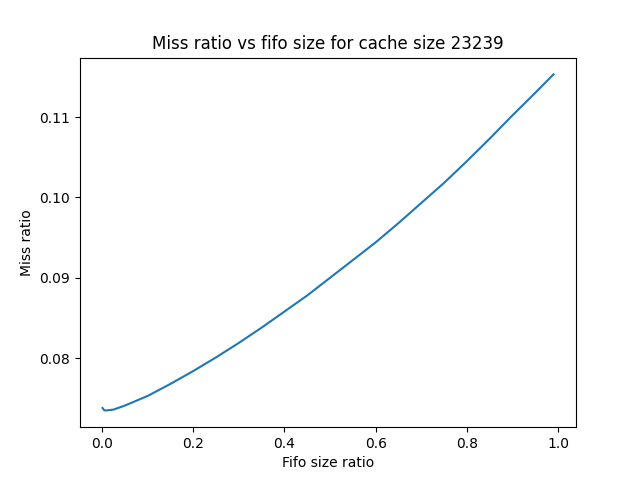 Miss ratio vs fifo size for cache size 23239
Miss ratio
0.11
0.10
0.09
0.08
0.0 0.2 0.4 0.6 0.8 1.0
Fifo size ratio